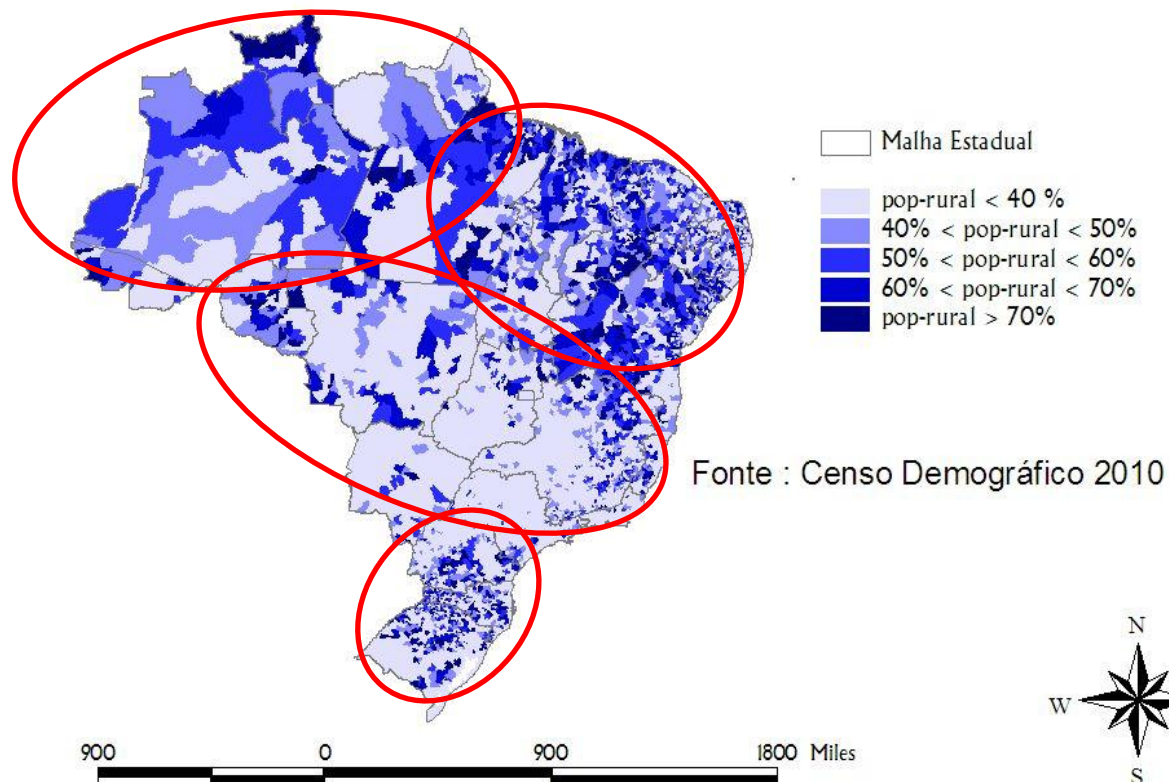 Malha Estadual
pop-rural < 40 %
40% < pop-rural < 50%
50% < pop-rural < 60%
60% < pop-rural < 70%
pop-rural > 70%
Fonte : Censo Demográfico 2010
N
W
S
900 0 900 1800 Miles